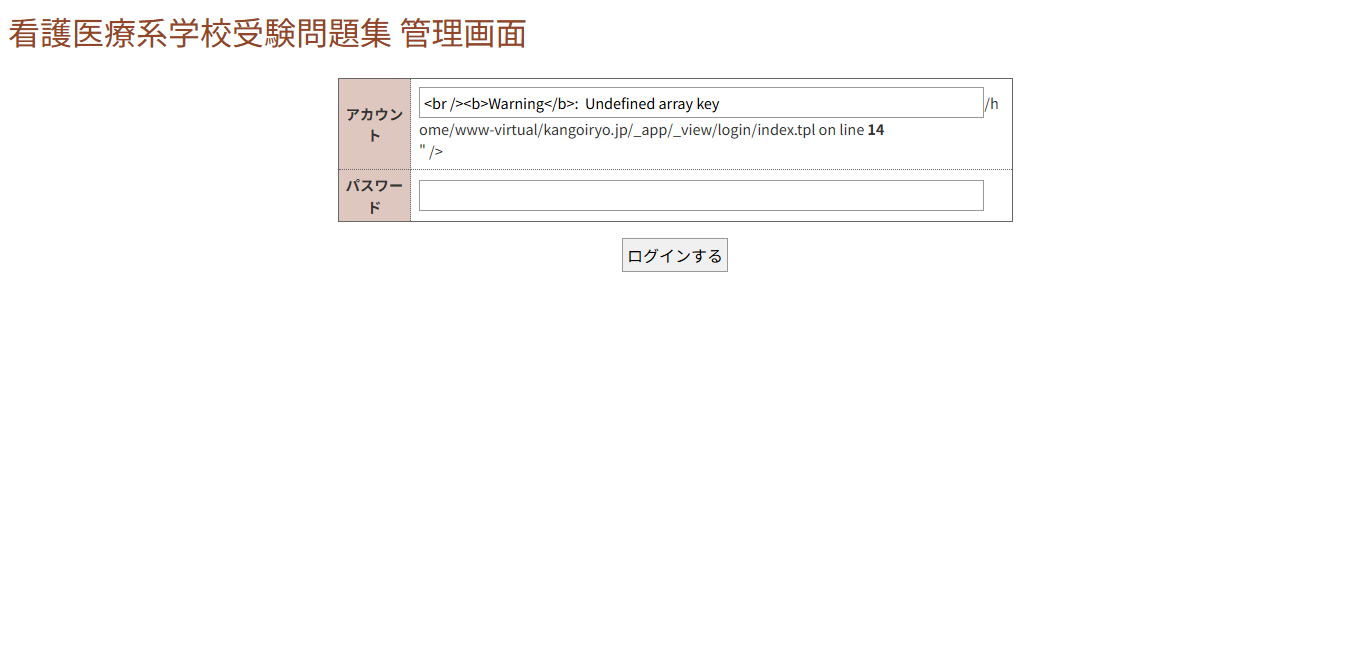 看護医療系学校受験問題集 管理画面
アカウン
ト
<br /><b>Warning</b>:  Undefined array key
/h
ome/www-virtual/kangoiryo.jp/_app/_view/login/index.tpl on line 14
" />
パスワー
ド
ログインする